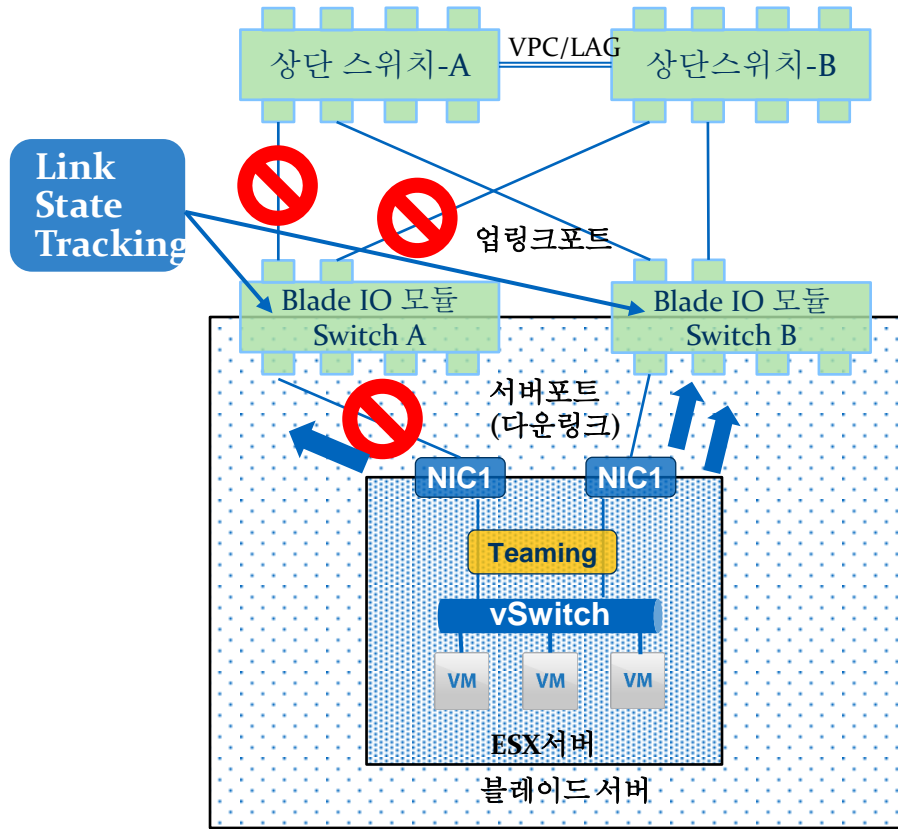 VPC/LAG
상단 스위치-A
상단스위치-B
Link
State
Tracking
업링크포트
Blade IO 모듈
Switch A
Blade IO 모듈
Switch B
서버포트
(다운링크)
NIC1
NIC1
Teaming
vSwitch
VM
VM
VM
ESX서버
블레이드 서버